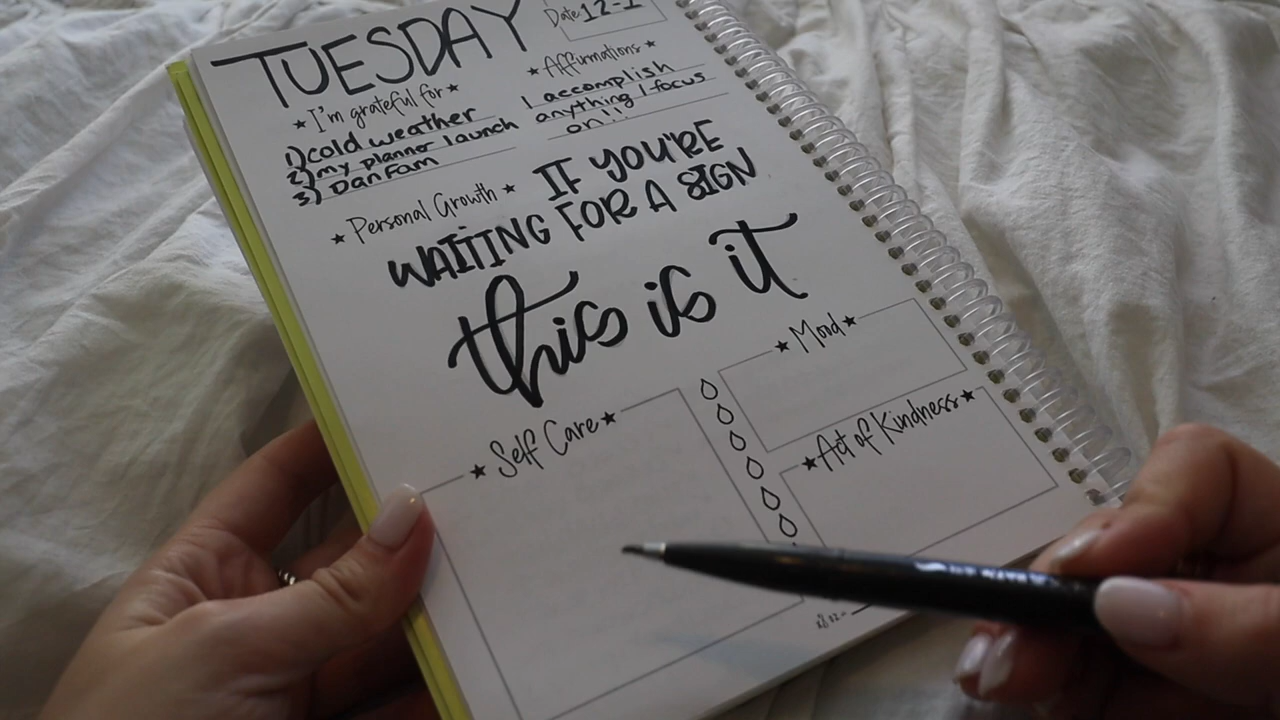 TUESDAY
Date: 12-1
★ I'm grateful for ★
1) cold weather
2) my planner launch
3) Danfam
★ Affirmations ★
I accomplish
anything I focus
on!!
★ Personal Growth ★
IF YOU'RE
WAITING FOR A SIGN
this is it
★ Mood ★
★ Self Care ★
★ Act of Kindness ★